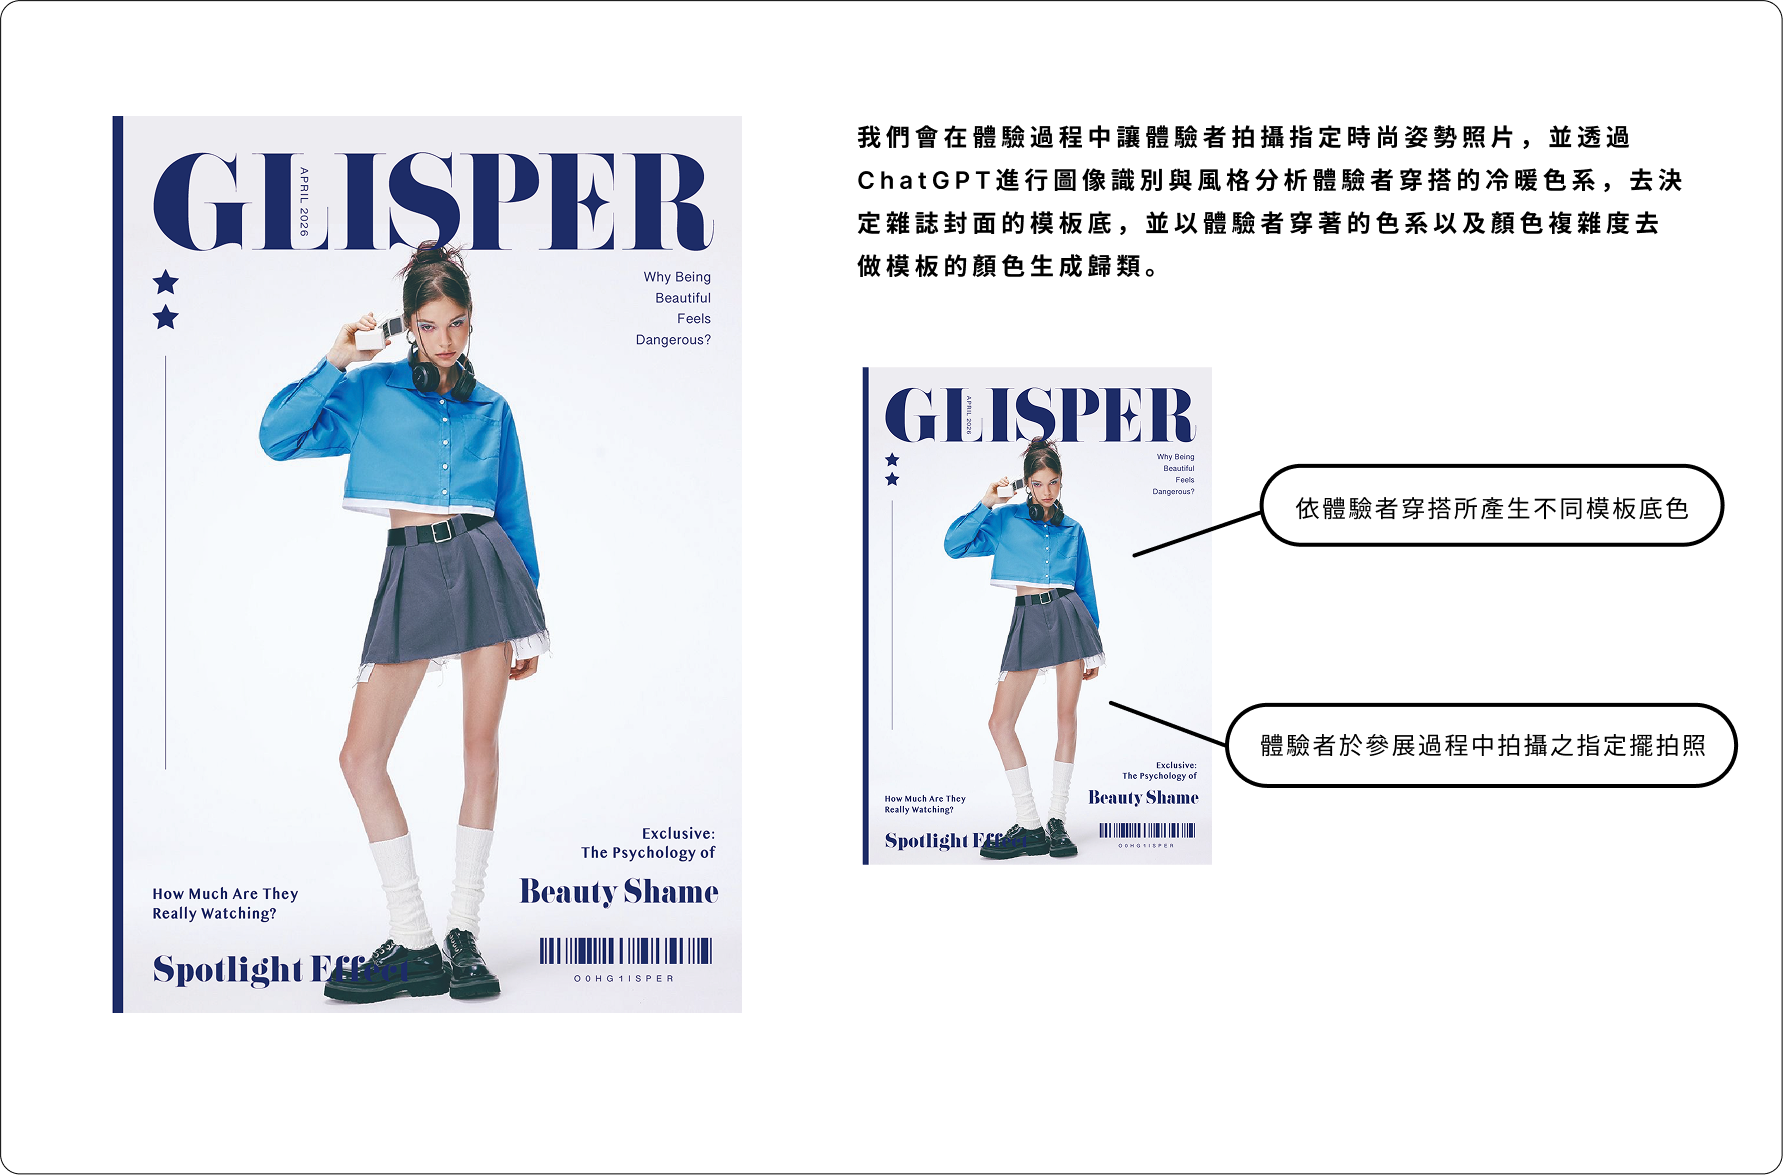 GLISPER
APRIL 2026
Why Being
Beautiful
Feels
Dangerous?
Exclusive:
The Psychology of
Beauty Shame
How Much Are They
Really Watching?
Spotlight Effect
O0HG1ISPER
我們會在體驗過程中讓體驗者拍攝指定時尚姿勢照片，並透過
ChatGPT進行圖像識別與風格分析體驗者穿搭的冷暖色系，去決
定雜誌封面的模板底，並以體驗者穿著的色系以及顏色複雜度去
做模板的顏色生成歸類。
GLISPER
APRIL 2026
Why Being
Beautiful
Feels
Dangerous?
依體驗者穿搭所產生不同模板底色
體驗者於參展過程中拍攝之指定擺拍照
Exclusive:
The Psychology of
Beauty Shame
How Much Are They
Really Watching?
Spotlight Effect
O0HG1ISPER